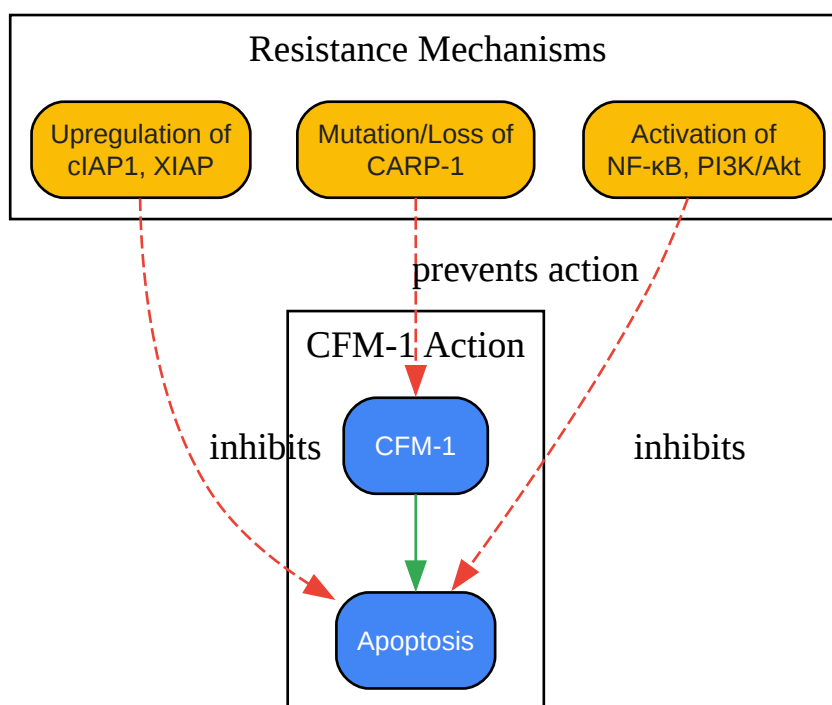 Resistance Mechanisms
Upregulation of
cIAP1, XIAP
Mutation/Loss of
CARP-1
Activation of
NF-κB, PI3K/Akt
prevents action
CFM-1 Action
CFM-1
inhibits
inhibits
Apoptosis